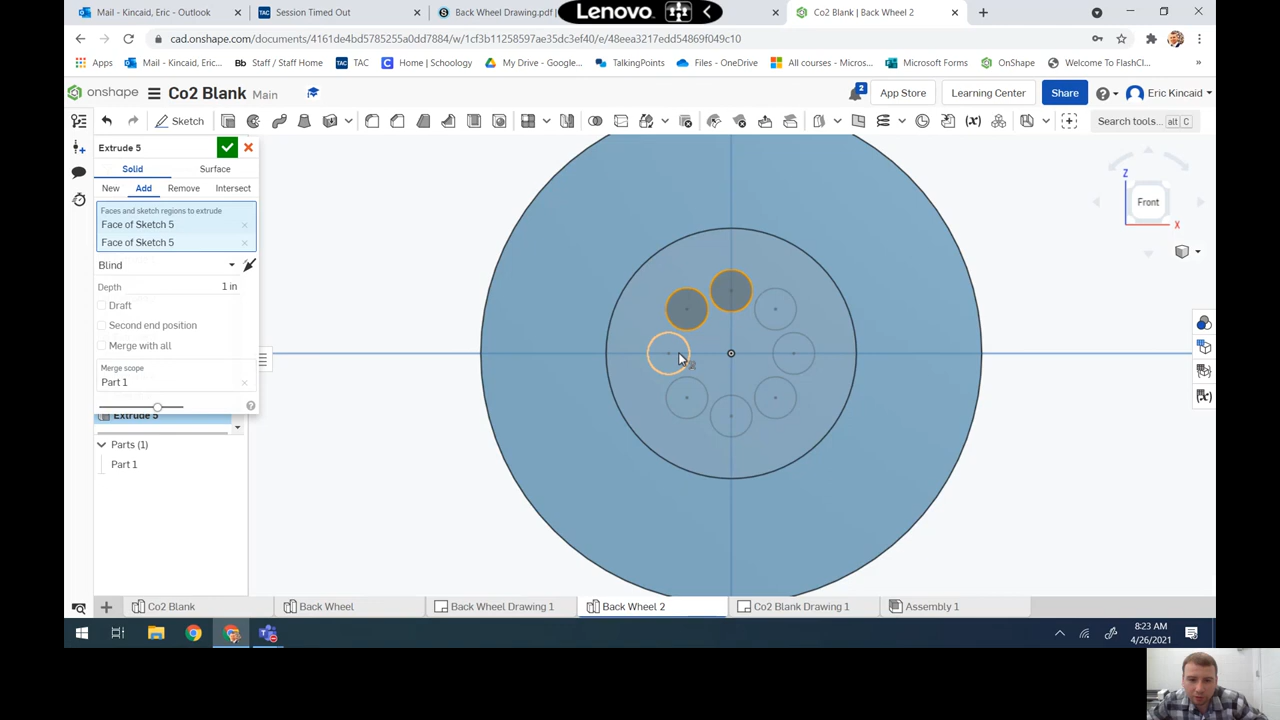 Mail - Kincaid, Eric - Outlook
Session Timed Out
Back Wheel Drawing.pdf
Lenovo
Co2 Blank | Back Wheel 2
cad.onshape.com/documents/4161de4bd5785255a0dd7884/w/1cf3b11258597ae35dc3ef40/e/48eea3217edd54869f049c10
Apps
Mail - Kincaid, Eric...
Bb Staff / Staff Home
TAC
Home | Schoology
My Drive - Google...
TalkingPoints
Files - OneDrive
All courses - Micros...
Microsoft Forms
OnShape
Welcome To FlashCl...
»
onshape
Co2 Blank Main
2
App Store
Learning Center
Share
Eric Kincaid
Sketch
Search tools... alt C
Extrude 5
Solid Surface
New Add Remove Intersect
Faces and sketch regions to extrude
Face of Sketch 5
Face of Sketch 5
Blind
Depth 1 in
Draft
Second end position
Merge with all
Merge scope
Part 1
Extrude 5
Parts (1)
Part 1
Z
Front
X
Co2 Blank
Back Wheel
Back Wheel Drawing 1
Back Wheel 2
Co2 Blank Drawing 1
Assembly 1
8:23 AM
4/26/2021